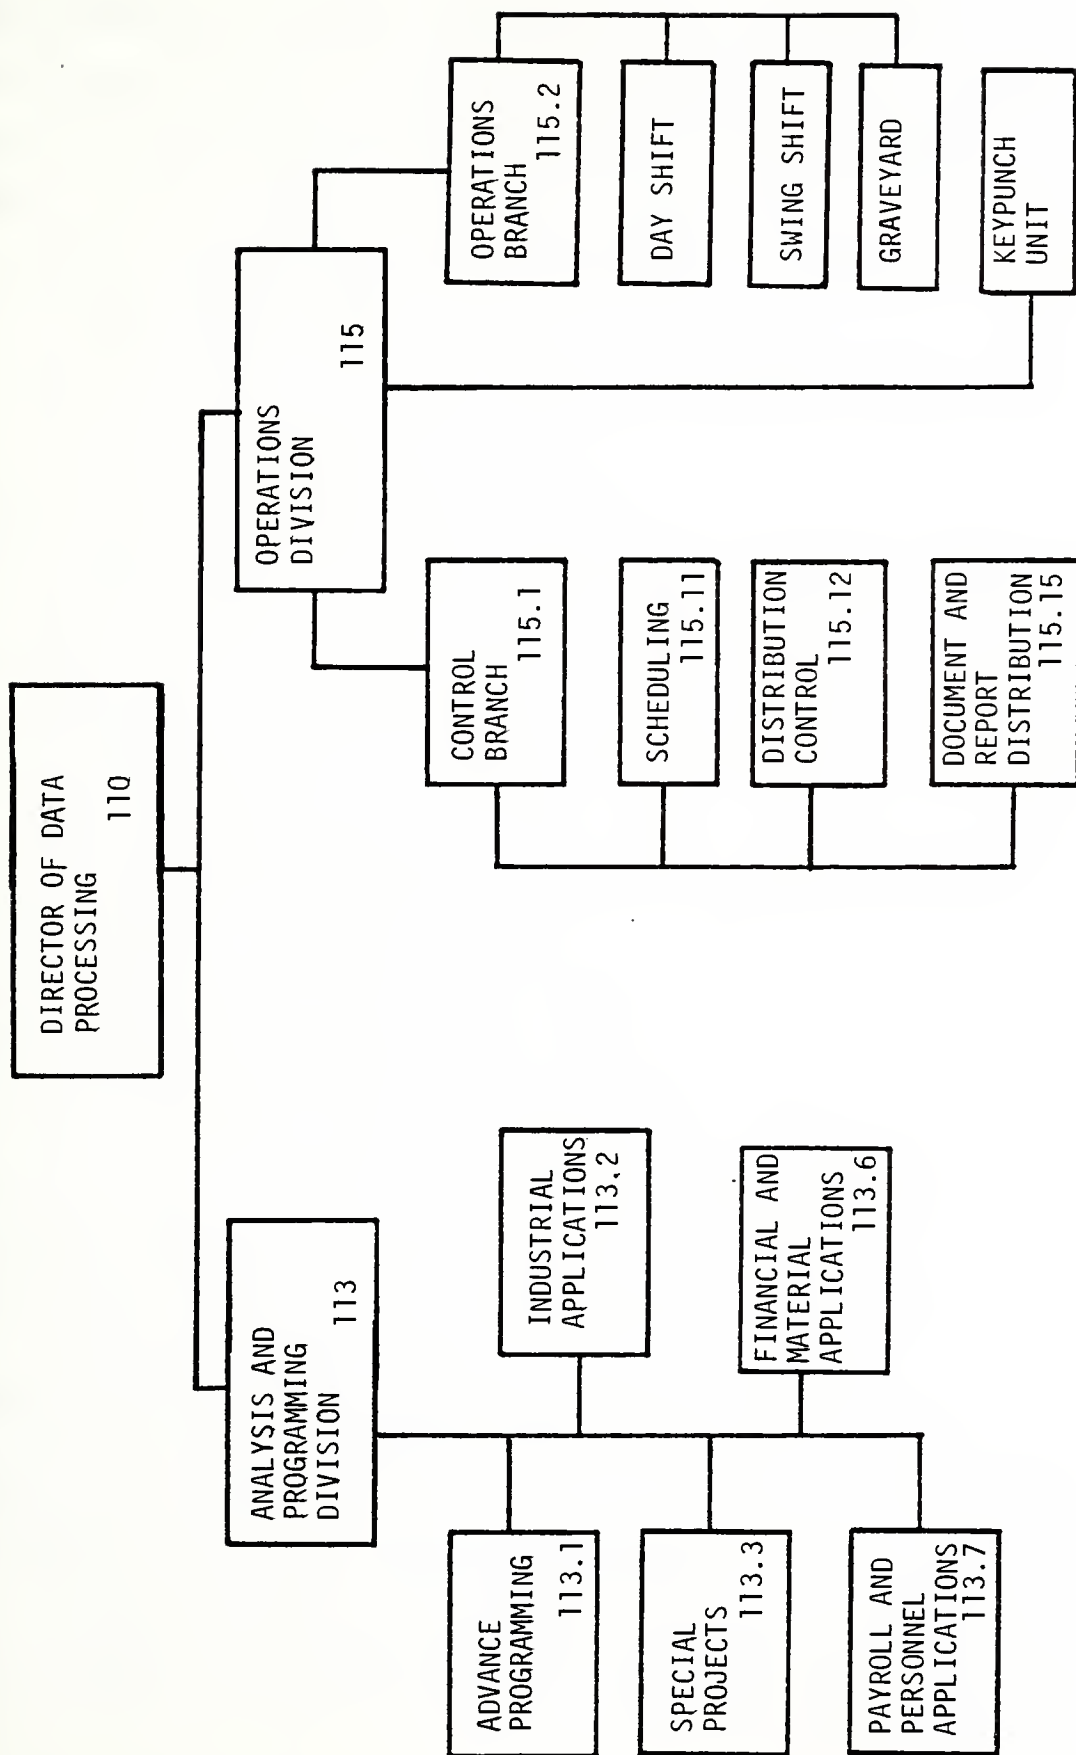 DIRECTOR OF DATA
PROCESSING
110
ANALYSIS AND
PROGRAMMING
DIVISION
113
ADVANCE
PROGRAMMING
113.1
INDUSTRIAL
APPLICATIONS
113.2
SPECIAL
PROJECTS
113.3
FINANCIAL AND
MATERIAL
APPLICATIONS
113.6
PAYROLL AND
PERSONNEL
APPLICATIONS
113.7
OPERATIONS
DIVISION
115
CONTROL
BRANCH
115.1
SCHEDULING
115.11
DISTRIBUTION
CONTROL
115.12
DOCUMENT AND
REPORT
DISTRIBUTION
115.15
OPERATIONS
BRANCH
115.2
DAY SHIFT
SWING SHIFT
GRAVEYARD
KEYPUNCH
UNIT